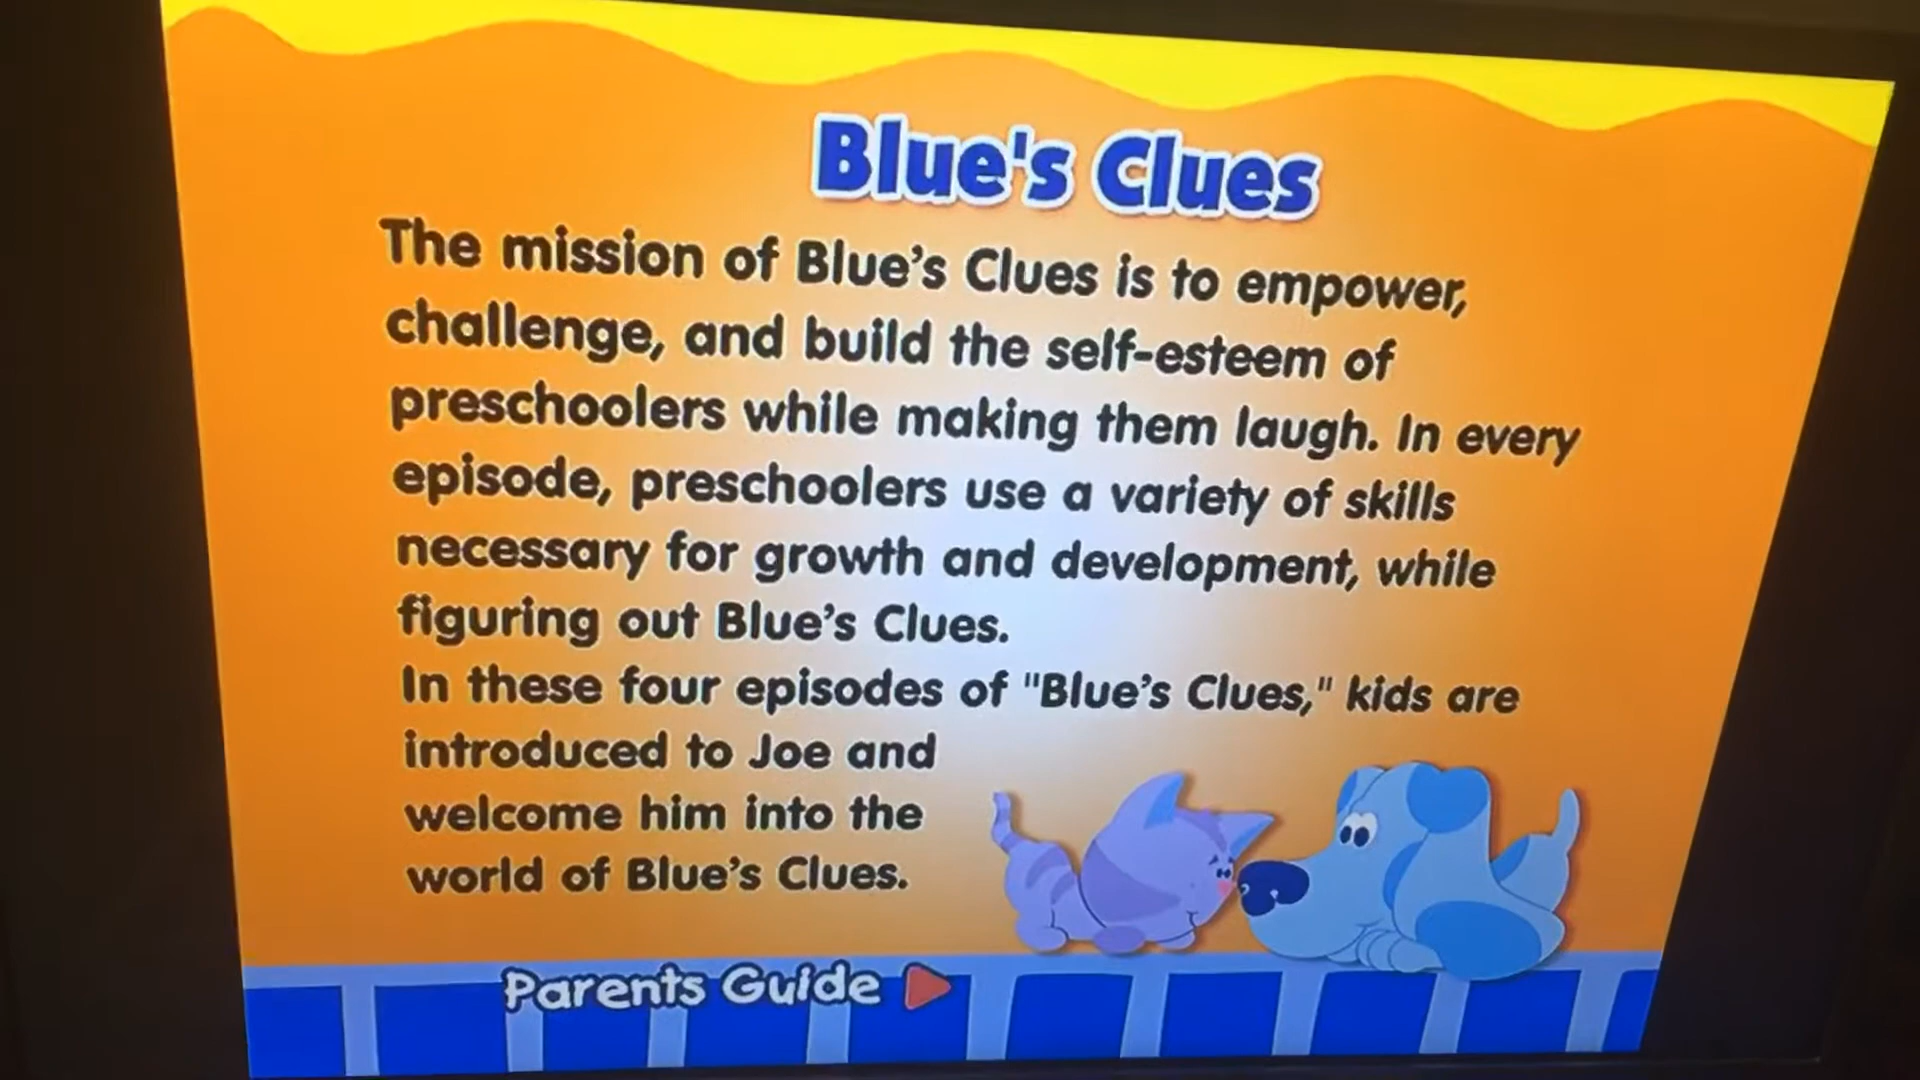 Blue's Clues
The mission of Blue’s Clues is to empower,
challenge, and build the self-esteem of
preschoolers while making them laugh. In every
episode, preschoolers use a variety of skills
necessary for growth and development, while
figuring out Blue’s Clues.
In these four episodes of "Blue’s Clues," kids are
introduced to Joe and
welcome him into the
world of Blue’s Clues.
Parents Guide